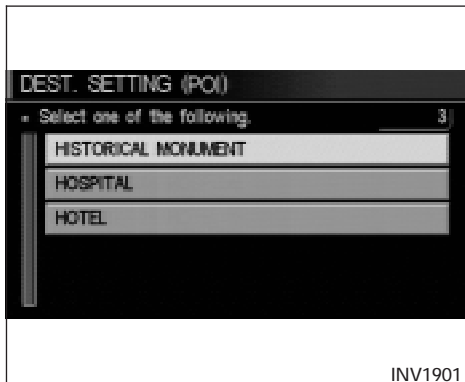 DEST. SETTING (POI)
Select one of the following. 3
HISTORICAL MONUMENT
HOSPITAL
HOTEL
INV1901